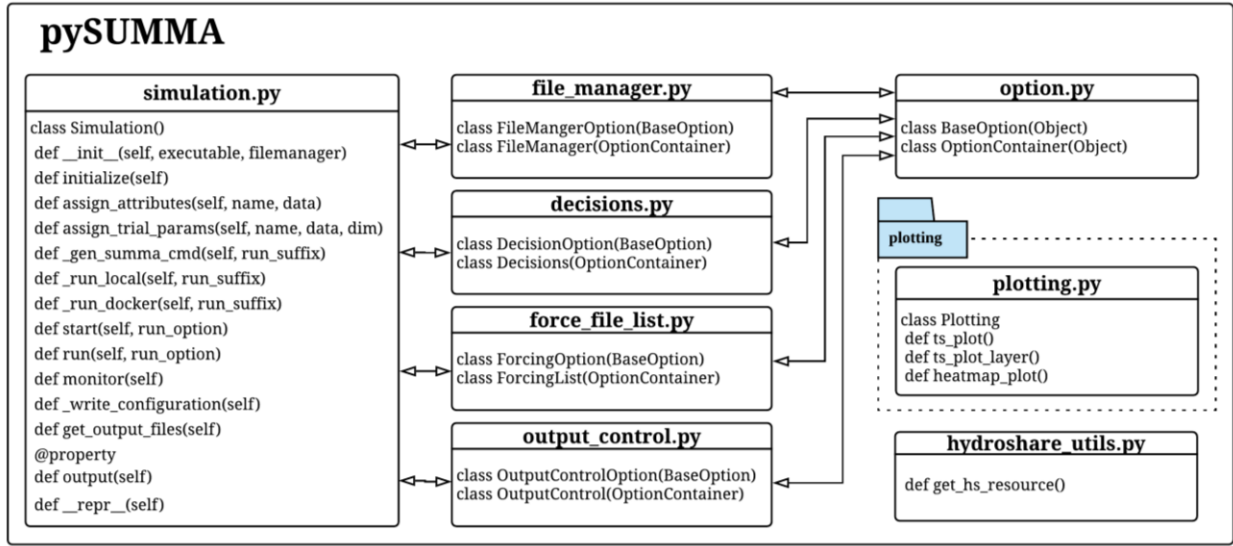 pySUMMA
simulation.py
class Simulation()
def __init__(self, executable, filemanager)
def initialize(self)
def assign_attributes(self, name, data)
def assign_trial_params(self, name, data, dim)
def _gen_summa_cmd(self, run_suffix)
def _run_local(self, run_suffix)
def _run_docker(self, run_suffix)
def start(self, run_option)
def run(self, run_option)
def monitor(self)
def _write_configuration(self)
def get_output_files(self)
@property
def output(self)
def __repr__(self)
file_manager.py
class FileMangerOption(BaseOption)
class FileManager(OptionContainer)
decisions.py
class DecisionOption(BaseOption)
class Decisions(OptionContainer)
force_file_list.py
class ForcingOption(BaseOption)
class ForcingList(OptionContainer)
output_control.py
class OutputControlOption(BaseOption)
class OutputControl(OptionContainer)
option.py
class BaseOption(Object)
class OptionContainer(Object)
plotting
plotting.py
class Plotting
def ts_plot()
def ts_plot_layer()
def heatmap_plot()
hydroshare_utils.py
def get_hs_resource()